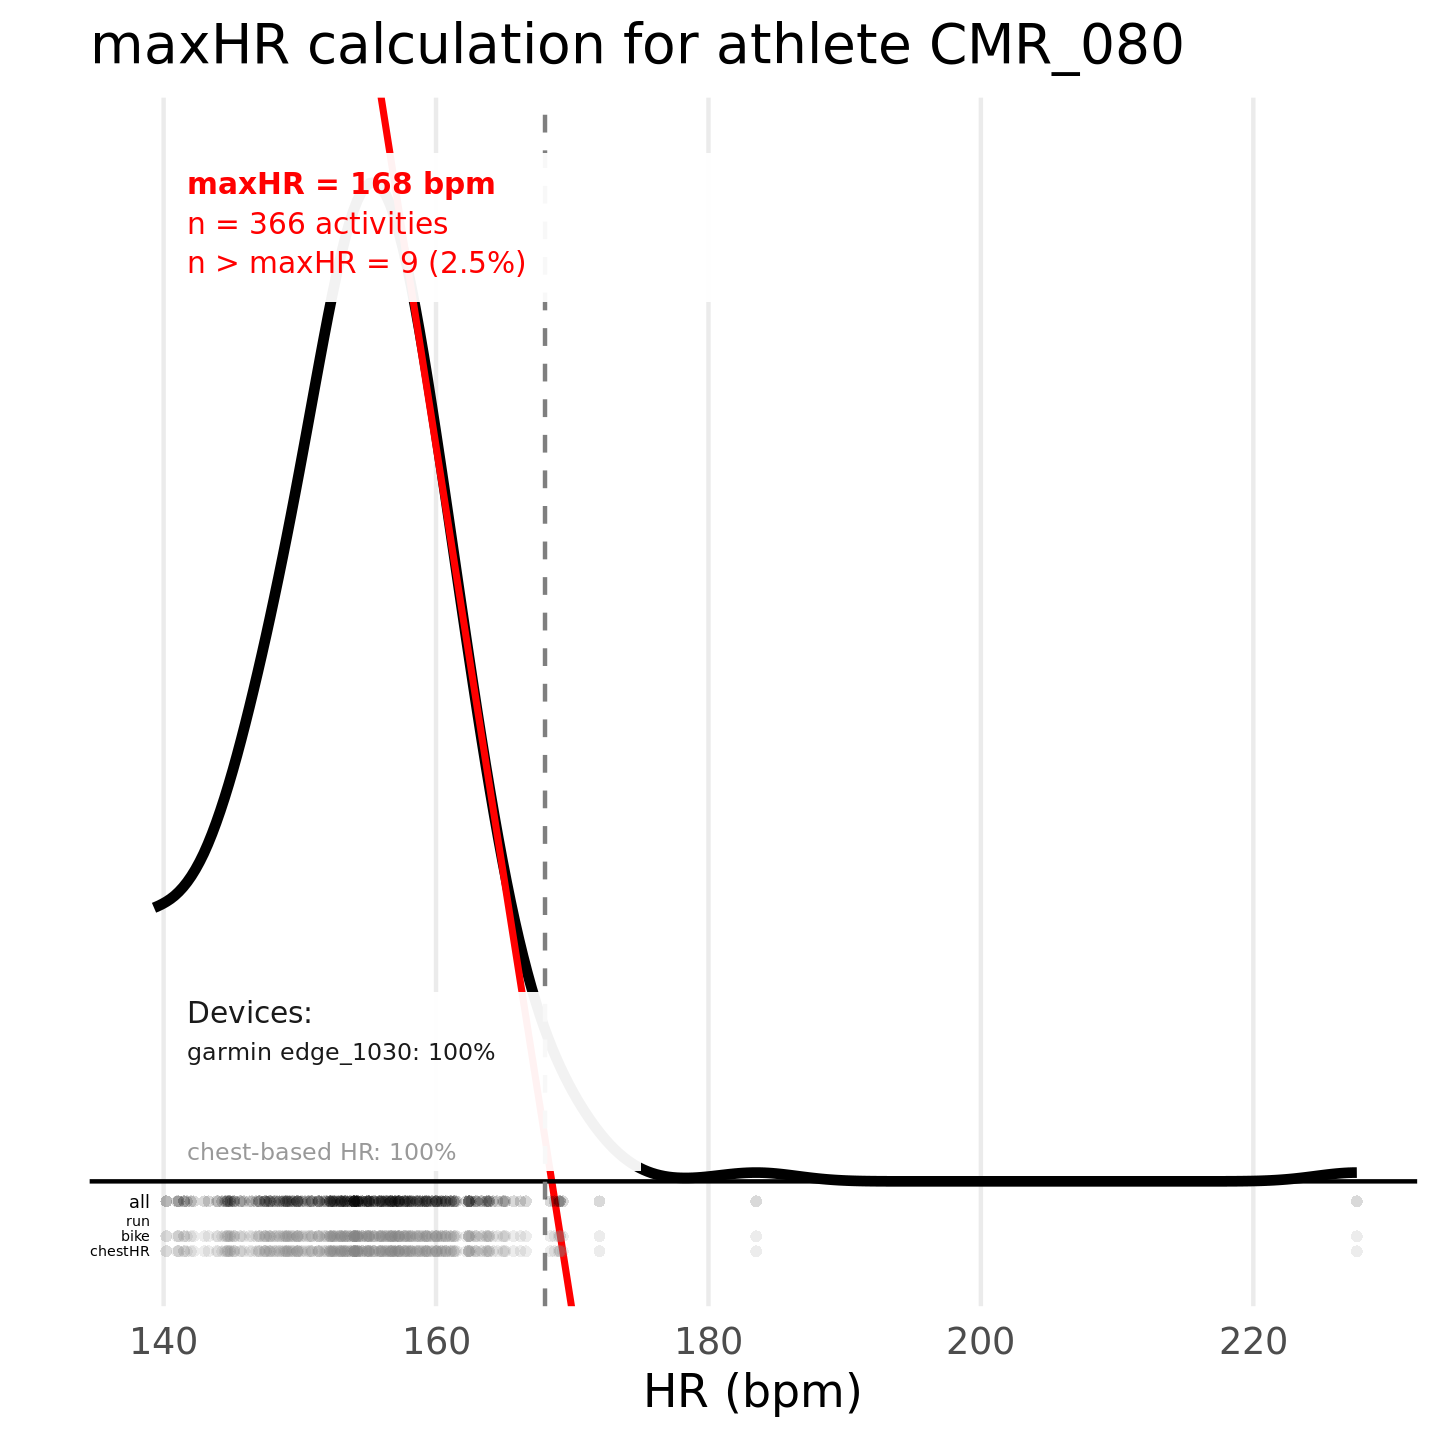 maxHR calculation for athlete CMR_080
maxHR = 168 bpm
n = 366 activities
n > maxHR = 9 (2.5%)
Devices:
garmin edge_1030: 100%
chest-based HR: 100%
all
run
bike
chestHR
140 160 180 200 220
HR (bpm)